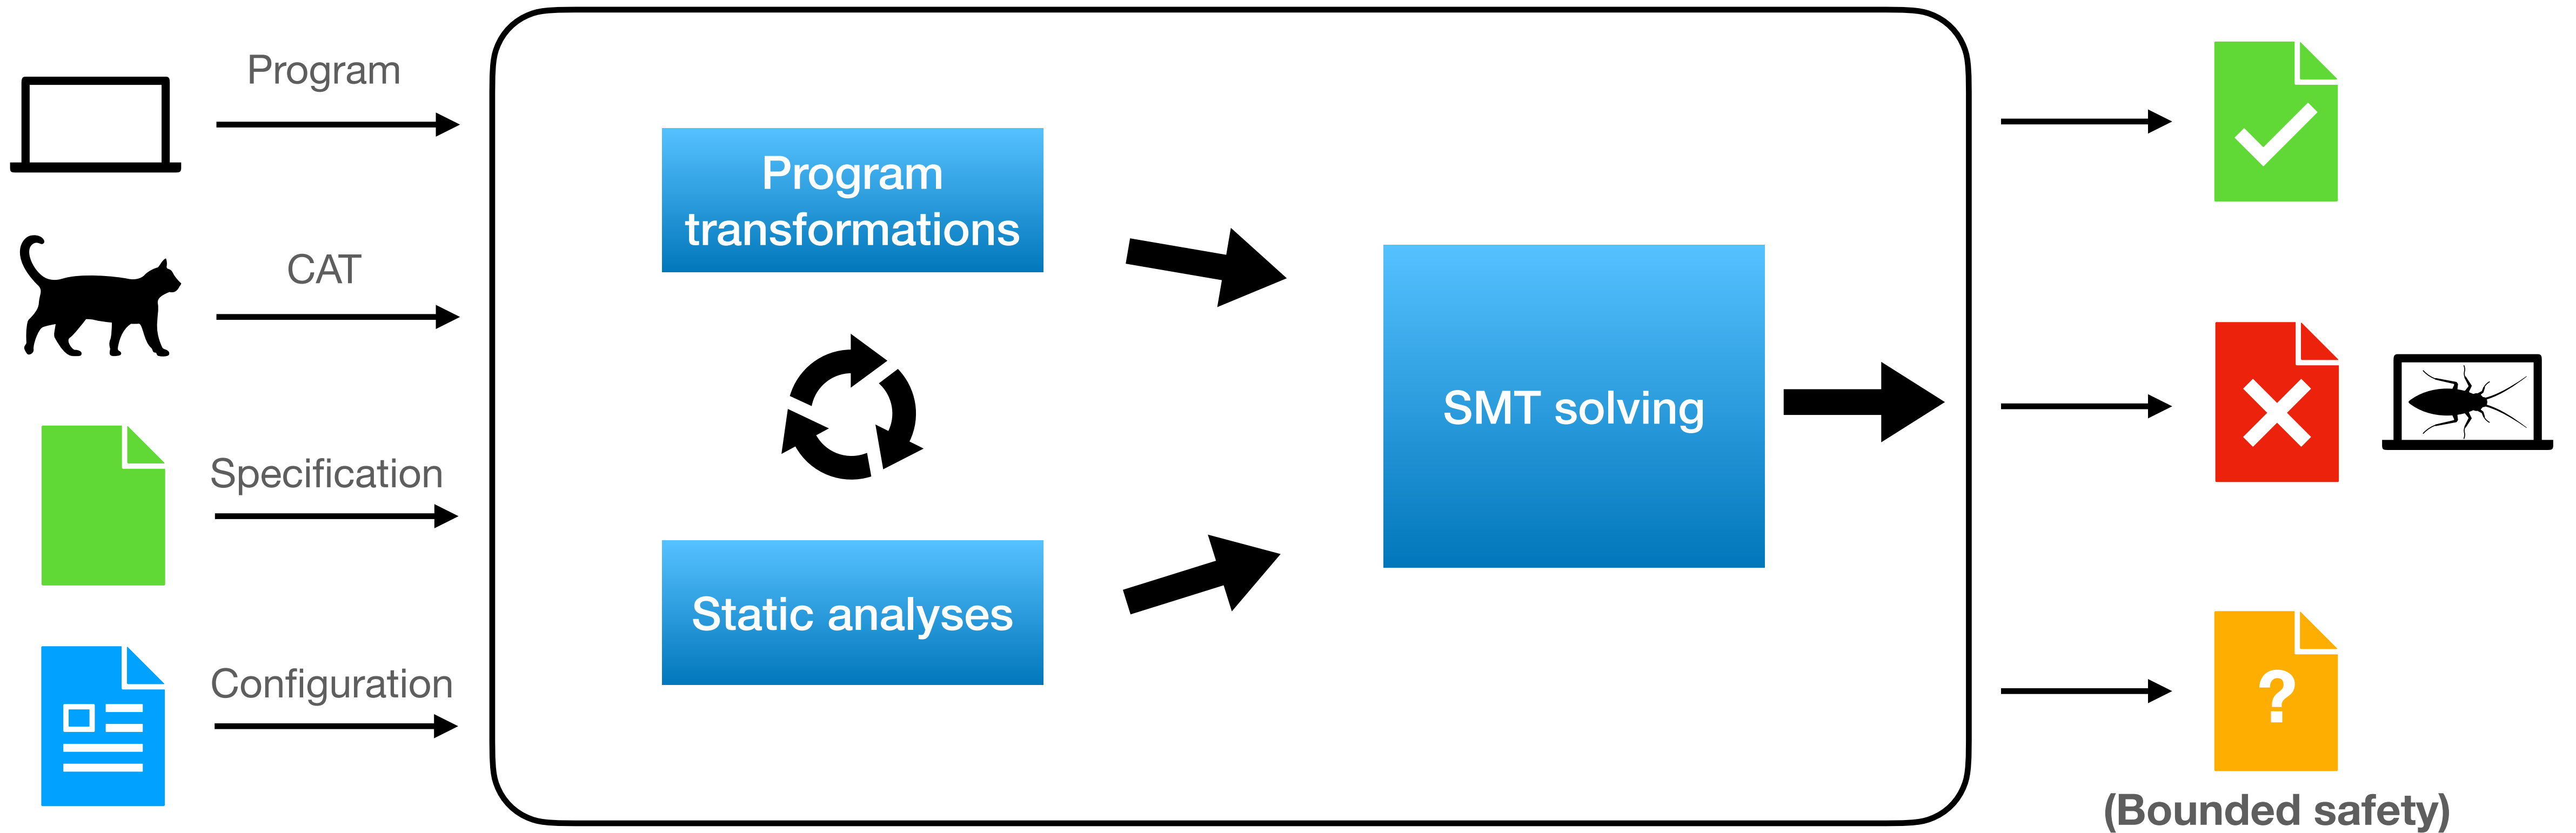 Program
CAT
Specification
Configuration
Program
transformations
Static analyses
SMT solving
?
(Bounded safety)